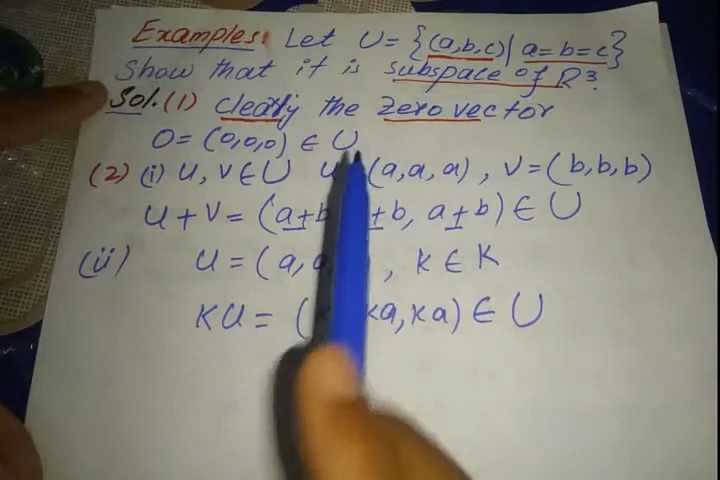 Examples: Let U = {(a,b,c)| a=b=c}
Show that it is subspace of R³.
Sol. (1) clearly the zero vector
0 = (0,0,0) ∈ U
(2) (i) u, v ∈ U u (a, a, a), v = (b, b, b)
u + v = (a+b +b, a+b) ∈ U
(ii) u = (a, a , k ∈ K
ku = ( ka, ka) ∈ U